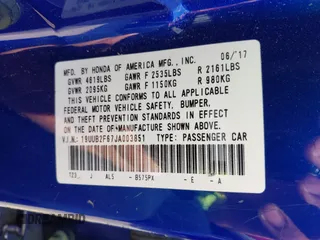 MFD. BY HONDA OF AMERICA MFG., INC. 06/17
GVWR 4619LBS GAWR F 2535LBS R 2161LBS
GVWR 2095KG GAWR F 1150KG R 980KG
THIS VEHICLE CONFORMS TO ALL APPLICABLE
FEDERAL MOTOR VEHICLE SAFETY, BUMPER,
AND THEFT PREVENTION STANDARDS IN EFFECT
ON THE DATE OF MANUFACTURE SHOWN ABOVE.
V.I.N.: 19UUB2F67JA003851 TYPE: PASSENGER CAR
J AL5 - B575PX - E - A